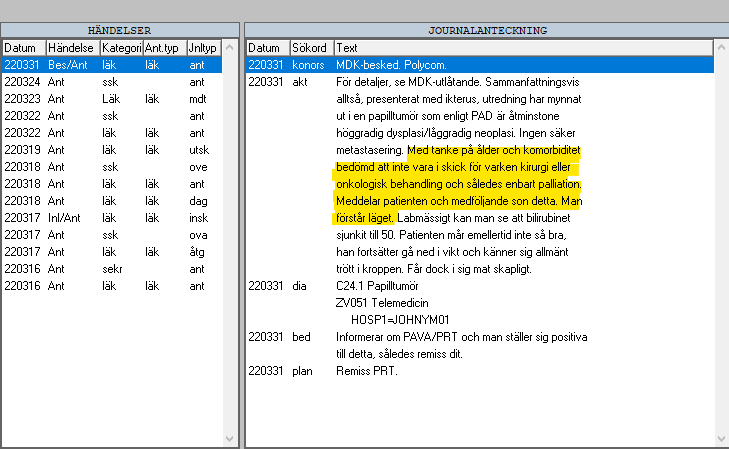 HÄNDELSER
Datum Händelse Kategori Ant.typ Jnltyp
220331 Bes/Ant läk läk ant
220324 Ant ssk ant
220323 Ant Läk läk mdt
220322 Ant ssk ant
220322 Ant läk läk ant
220319 Ant läk läk utsk
220318 Ant ssk ove
220318 Ant läk läk ant
220318 Ant läk läk dag
220317 Inl/Ant läk läk insk
220317 Ant ssk ova
220317 Ant läk läk åtg
220316 Ant sekr ant
220316 Ant läk läk ant
JOURNALANTECKNING
Datum Sökord Text
220331 konors MDK-besked. Polycom.
220331 akt För detaljer, se MDK-utlåtande. Sammanfattningsvis
alltså, presenterat med ikterus, utredning har mynnat
ut i en papilltumör som enligt PAD är åtminstone
höggradig dysplasi/låggradig neoplasi. Ingen säker
metastasering. Med tanke på ålder och komorbiditet
bedömd att inte vara i skick för varken kirurgi eller
onkologisk behandling och således enbart palliation.
Meddelar patienten och medföljande son detta. Man
förstår läget. Labmässigt kan man se att bilirubinet
sjunkit till 50. Patienten mår emellertid inte så bra,
han fortsätter gå ned i vikt och känner sig allmänt
trött i kroppen. Får dock i sig mat skapligt.
220331 dia C24.1 Papilltumör
ZV051 Telemedicin
HOSP1=JOHNYM01
220331 bed Informerar om PAVA/PRT och man ställer sig positiva
till detta, således remiss dit.
220331 plan Remiss PRT.